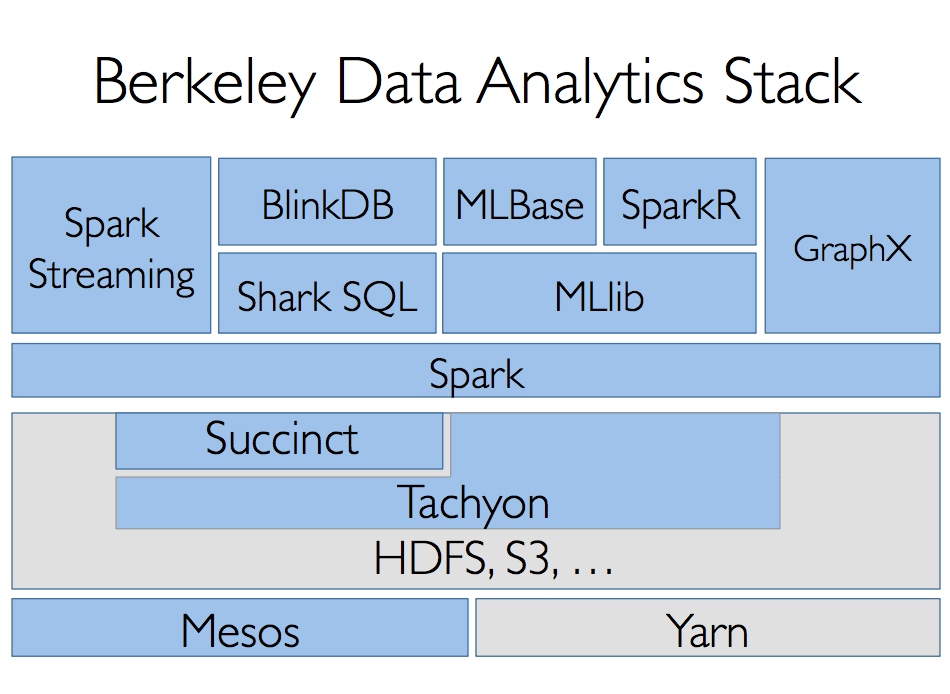 Berkeley Data Analytics Stack
Spark
Streaming
BlinkDB
MLBase
SparkR
GraphX
Shark SQL
MLlib
Spark
Succinct
Tachyon
HDFS, S3, …
Mesos
Yarn